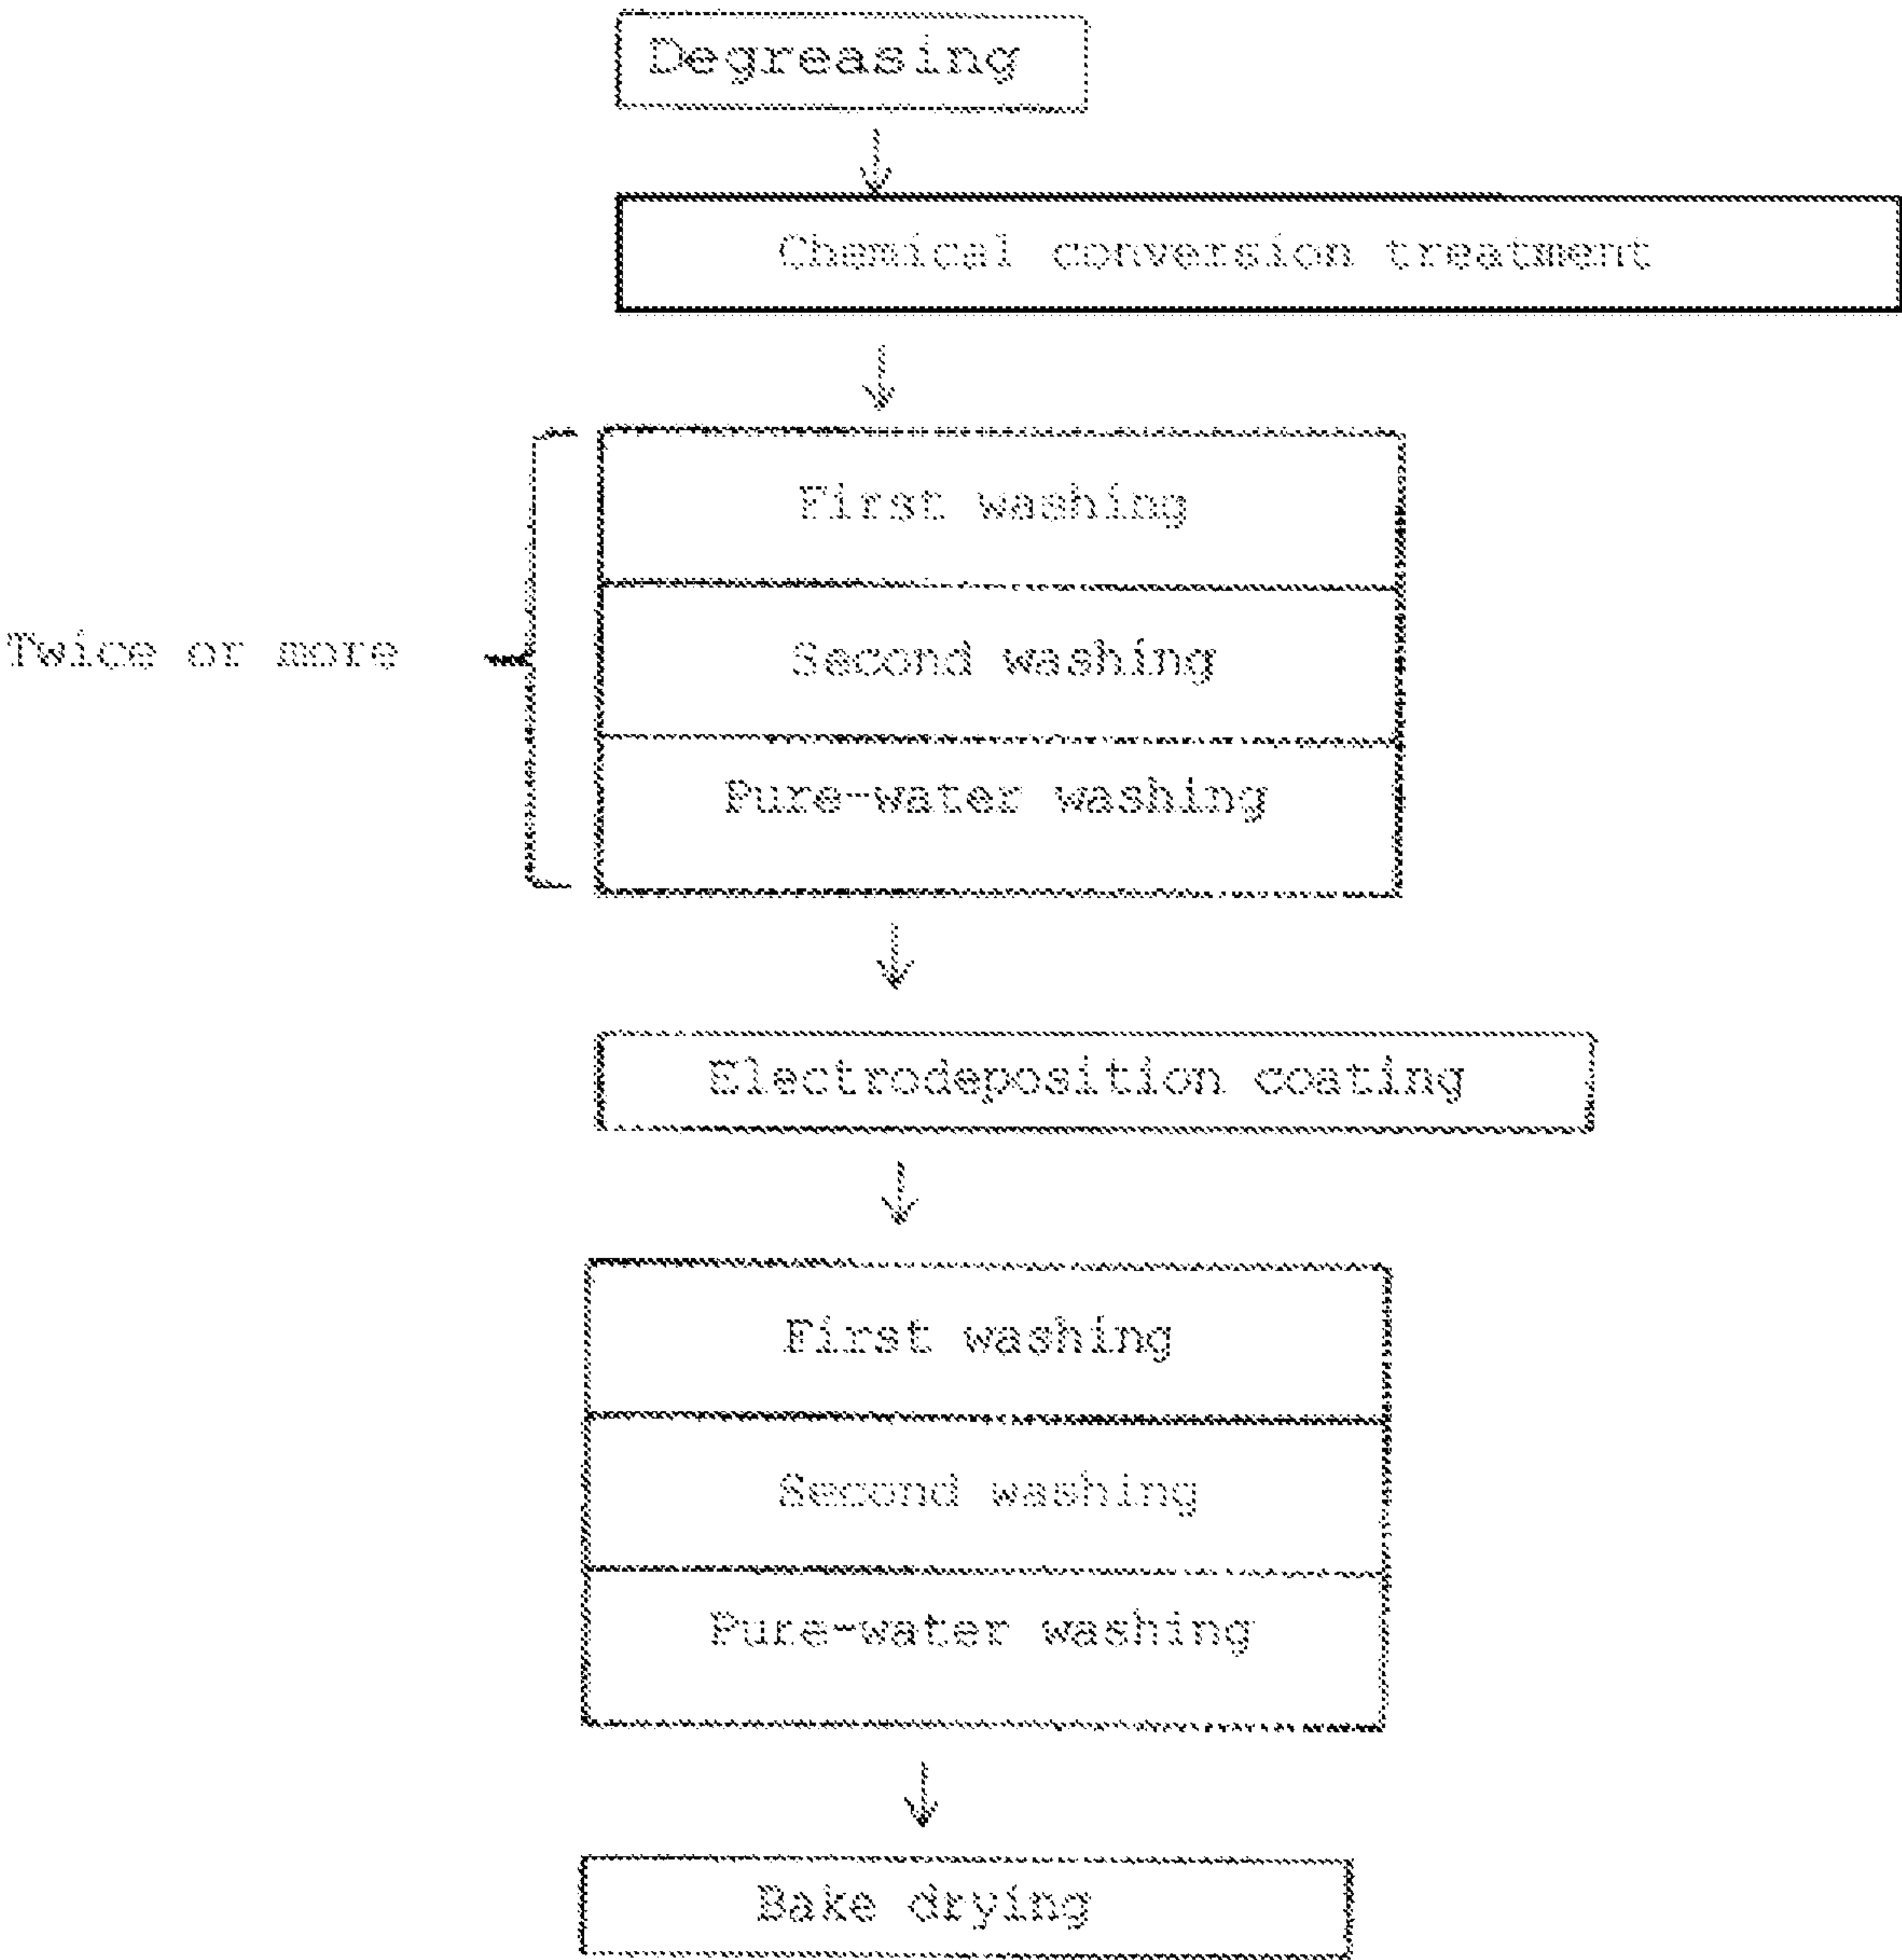 Degreasing
Chemical conversion treatment
First washing
Twice or more
Second washing
Pure-water washing
Electrodeposition coating
First washing
Second washing
Pure-water washing
Bake drying